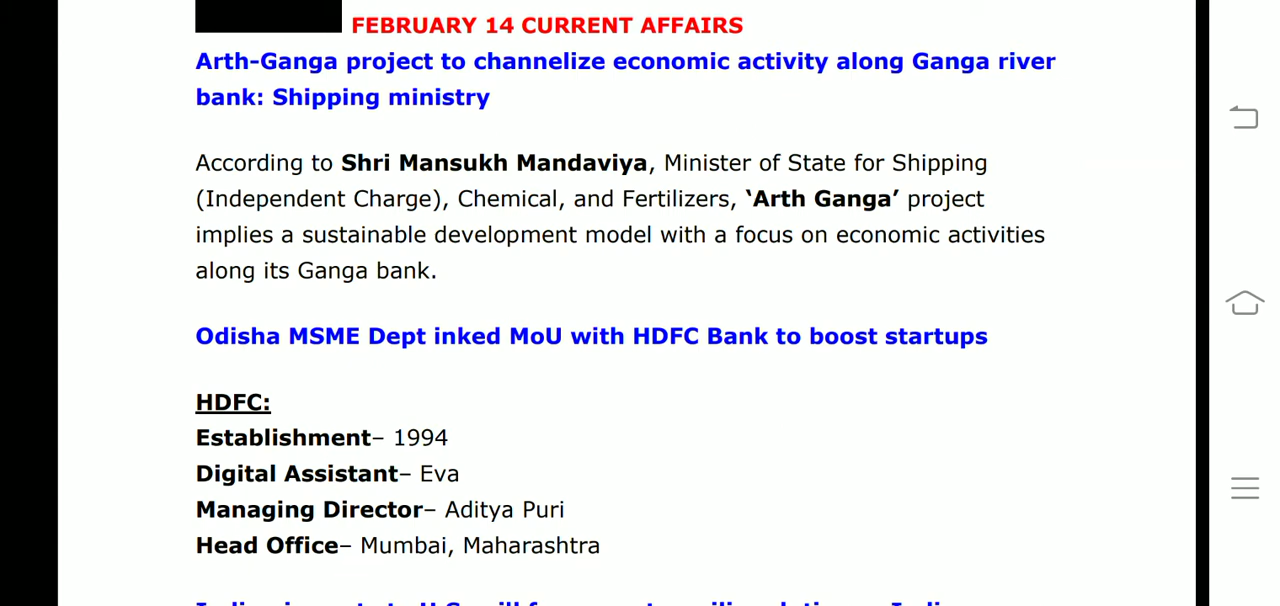 FEBRUARY 14 CURRENT AFFAIRS
Arth-Ganga project to channelize economic activity along Ganga river
bank: Shipping ministry
According to Shri Mansukh Mandaviya, Minister of State for Shipping
(Independent Charge), Chemical, and Fertilizers, ‘Arth Ganga’ project
implies a sustainable development model with a focus on economic activities
along its Ganga bank.
Odisha MSME Dept inked MoU with HDFC Bank to boost startups
HDFC:
Establishment– 1994
Digital Assistant– Eva
Managing Director– Aditya Puri
Head Office– Mumbai, Maharashtra